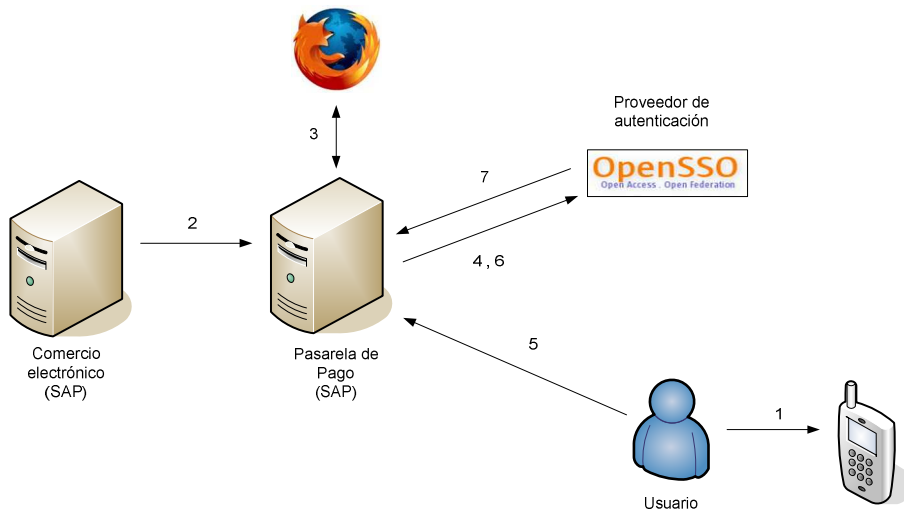 3
Proveedor de
autenticación
OpenSSO
Open Access . Open Federation
7
2
4 , 6
5
Comercio
electrónico
(SAP)
Pasarela de
Pago
(SAP)
1
Usuario